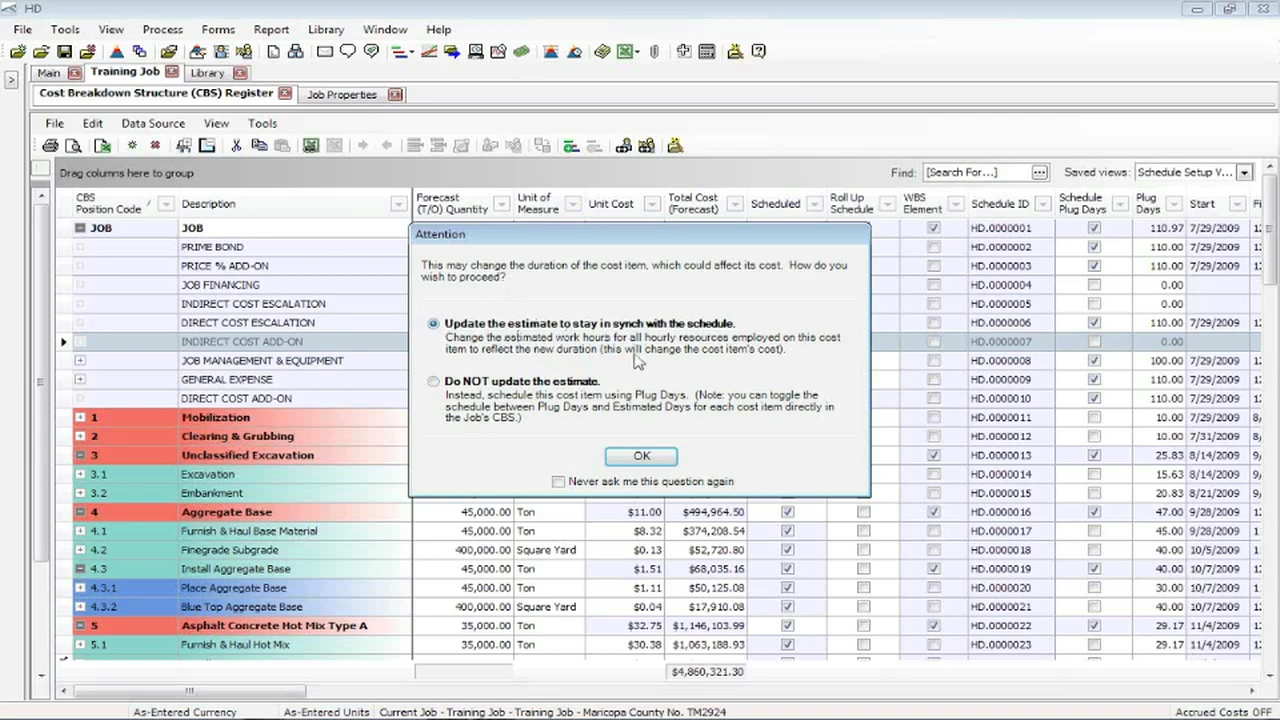 HD
File Tools View Process Forms Report Library Window Help
Main Training Job Library
Cost Breakdown Structure (CBS) Register Job Properties
File Edit Data Source View Tools
Drag columns here to group Find: [Search For...] Saved views: Schedule Setup V...
CBS Position Code Description Forecast (T/O) Quantity Unit of Measure Unit Cost Total Cost (Forecast) Scheduled Roll Up Schedule WBS Element Schedule ID Schedule Plug Days Plug Days Start
JOB JOB HD.0000001 110.97 7/29/2009
PRIME BOND HD.0000002 110.00 7/29/2009
PRICE % ADD-ON HD.0000003 110.00 7/29/2009
JOB FINANCING HD.0000004 0.00
INDIRECT COST ESCALATION HD.0000005 0.00
DIRECT COST ESCALATION HD.0000006 110.00 7/29/2009
INDIRECT COST ADD-ON HD.0000007 0.00
JOB MANAGEMENT & EQUIPMENT HD.0000008 100.00 7/29/2009
GENERAL EXPENSE HD.0000009 110.00 7/29/2009
DIRECT COST ADD-ON HD.0000010 110.00 7/29/2009
1 Mobilization HD.0000011 10.00 7/29/2009 8/
2 Clearing & Grubbing HD.0000012 10.00 7/31/2009 8/
3 Unclassified Excavation HD.0000013 25.83 8/14/2009 9/
3.1 Excavation HD.0000014 15.63 8/14/2009 9/
3.2 Embankment HD.0000015 20.83 8/21/2009 9/
4 Aggregate Base 45,000.00 Ton $11.00 $494,964.50 HD.0000016 47.00 9/28/2009
4.1 Furnish & Haul Base Material 45,000.00 Ton $8.32 $374,208.54 HD.0000017 45.00 9/28/2009
4.2 Finegrade Subgrade 400,000.00 Square Yard $0.13 $52,720.80 HD.0000018 40.00 10/5/2009
4.3 Install Aggregate Base 45,000.00 Ton $1.51 $68,035.16 HD.0000019 40.00 10/7/2009
4.3.1 Place Aggregate Base 45,000.00 Ton $1.11 $50,125.08 HD.0000020 30.00 10/7/2009
4.3.2 Blue Top Aggregate Base 400,000.00 Square Yard $0.04 $17,910.08 HD.0000021 40.00 10/7/2009
5 Asphalt Concrete Hot Mix Type A 35,000.00 Ton $32.75 $1,146,103.99 HD.0000022 29.17 11/4/2009
5.1 Furnish & Haul Hot Mix 35,000.00 Ton $30.38 $1,063,188.93 HD.0000023 29.17 11/4/2009
$4,860,321.30
Attention
This may change the duration of the cost item, which could affect its cost. How do you
wish to proceed?
Update the estimate to stay in synch with the schedule.
Change the estimated work hours for all hourly resources employed on this cost
item to reflect the new duration (this will change the cost item's cost).
Do NOT update the estimate.
Instead, schedule this cost item using Plug Days. (Note: you can toggle the
schedule between Plug Days and Estimated Days for each cost item directly in
the Job's CBS.)
OK
Never ask me this question again
As-Entered Currency As-Entered Units Current Job - Training Job - Training Job - Maricopa County No. TM2924 Accrued Costs OFF